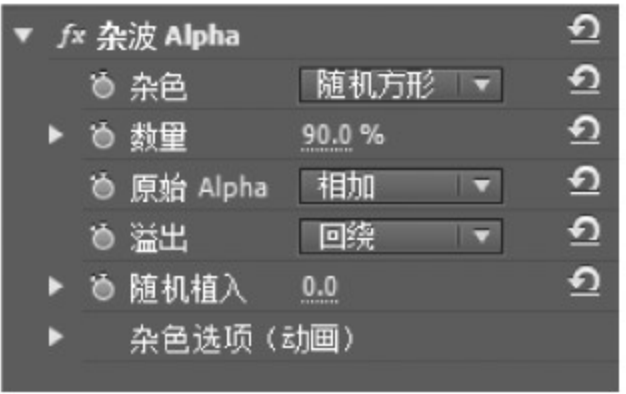 fx 杂波 Alpha
杂色 随机方形
数量 90.0 %
原始 Alpha 相加
溢出 回绕
随机植入 0.0
杂色选项（动画）